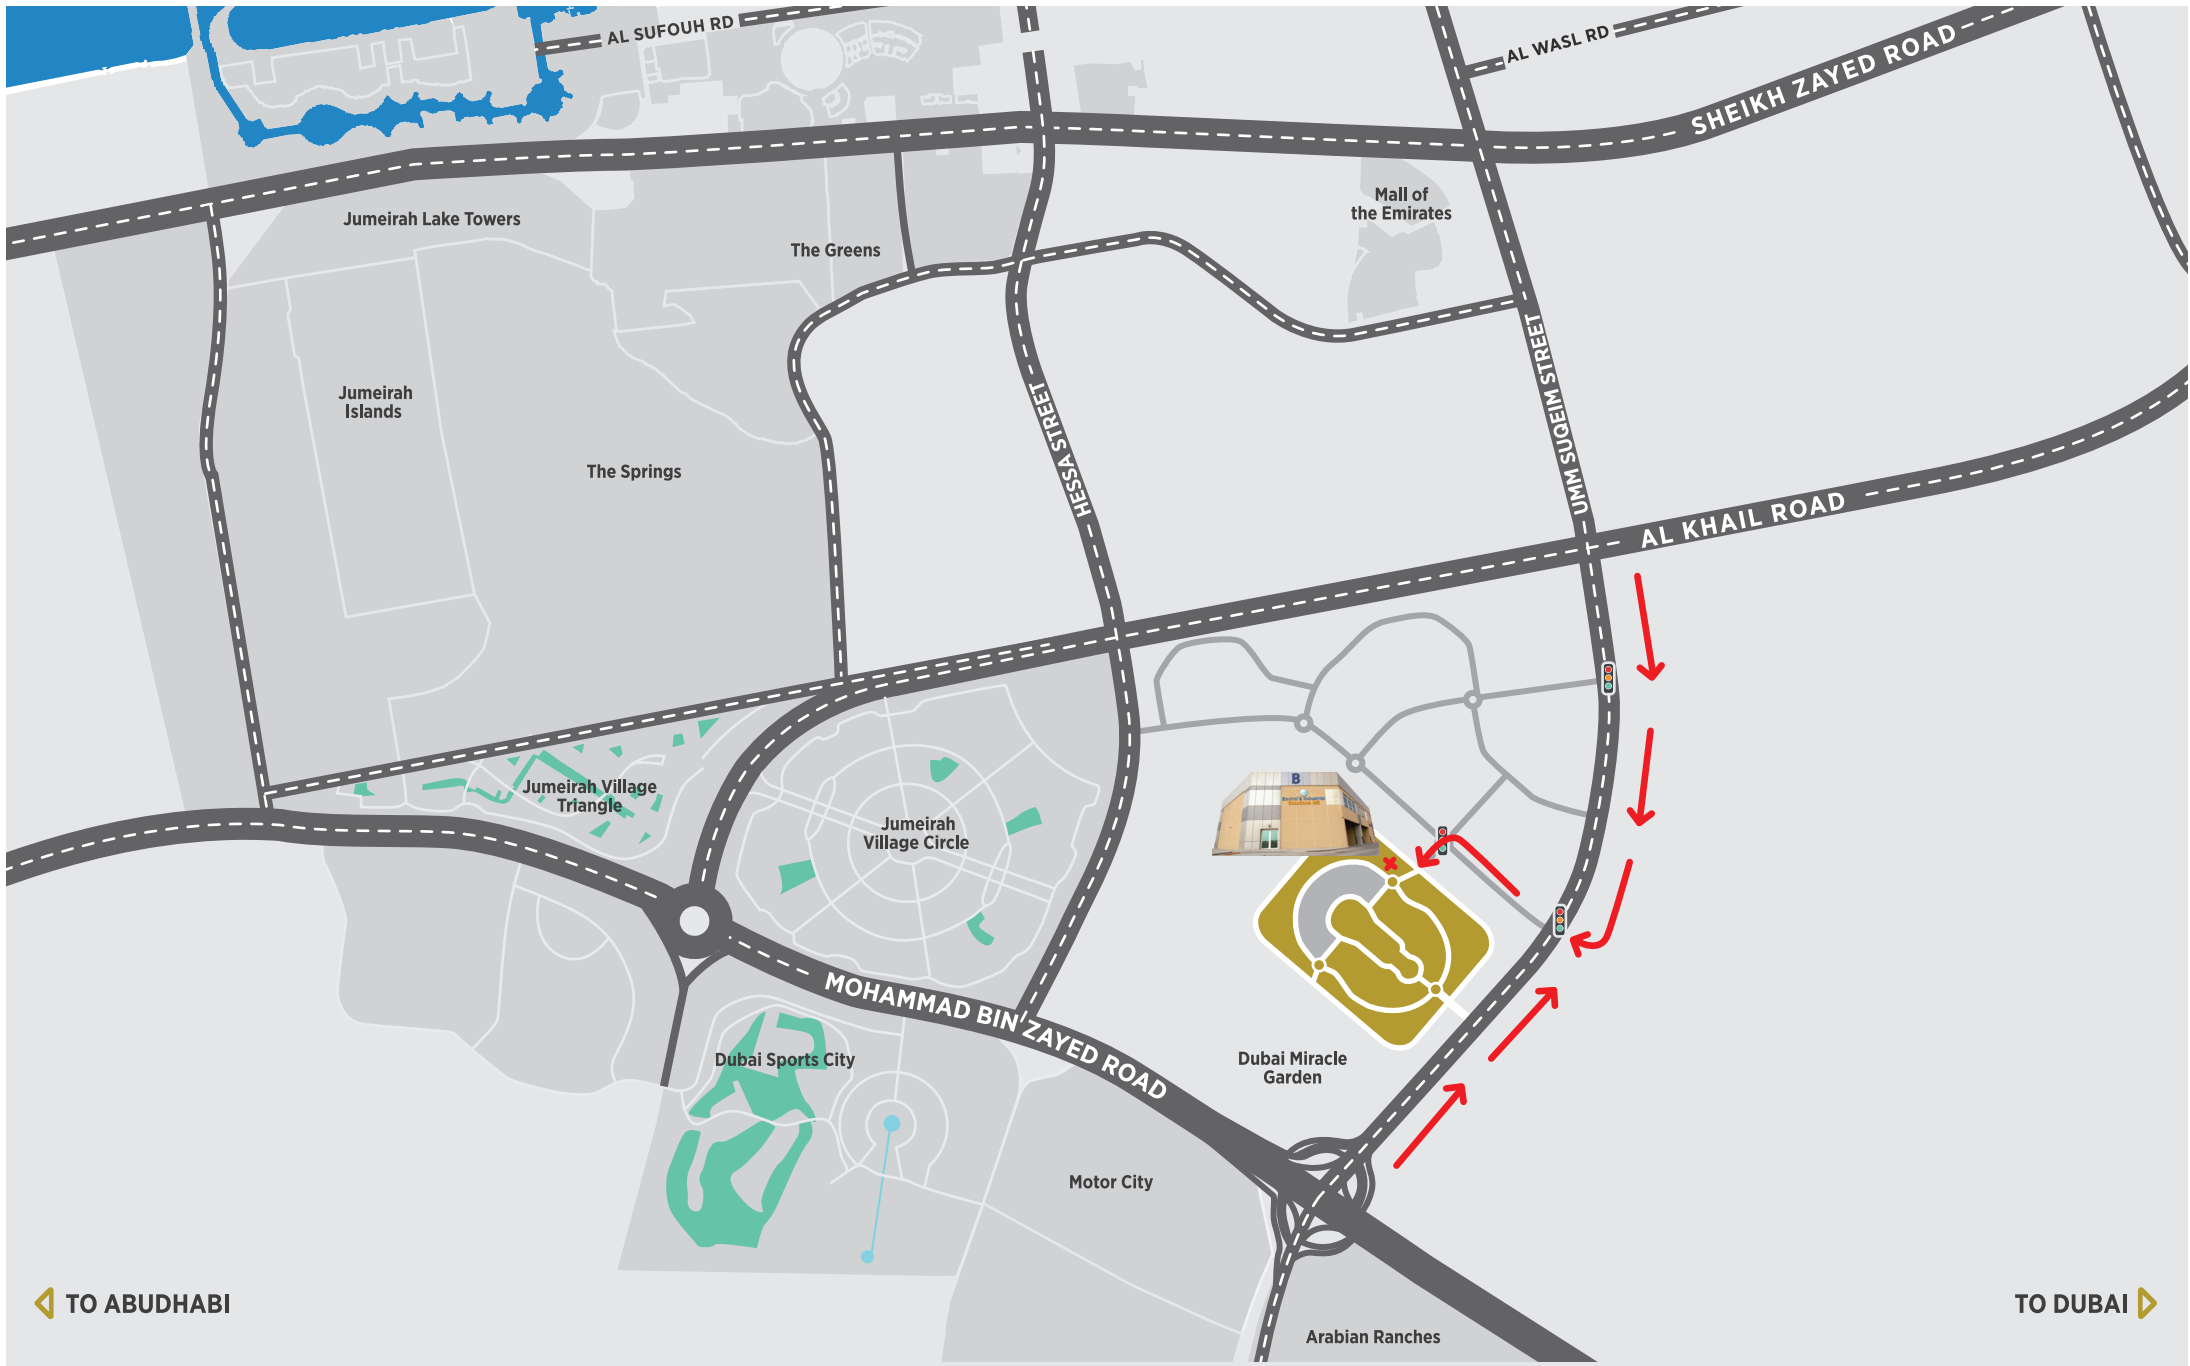 AL SUFOUH RD
AL WASL RD
SHEIKH ZAYED ROAD
Mall of
the Emirates
Jumeirah Lake Towers
The Greens
Jumeirah
Islands
The Springs
HESSA STREET
UMM SUQEIM STREET
AL KHAIL ROAD
Jumeirah Village
Triangle
Jumeirah
Village Circle
B
MOHAMMAD BIN ZAYED ROAD
Dubai Sports City
Dubai Miracle
Garden
Motor City
Arabian Ranches
TO ABUDHABI
TO DUBAI